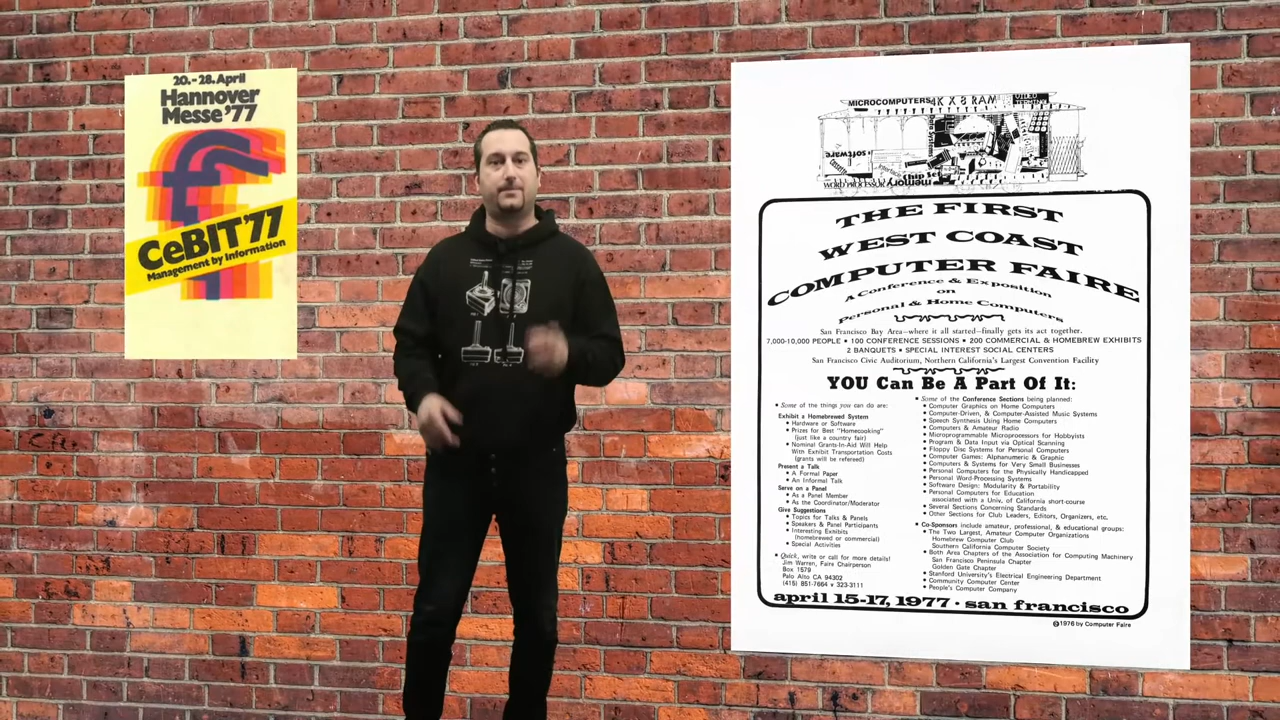 20.-28. April
Hannover
Messe '77
CeBIT '77
Management by Information
MICROCOMPUTERS 4K X 8 RAM VIDEO TERMINAL
software
WORD PROCESSOR memory
THE FIRST
WEST COAST
COMPUTER FAIRE
A Conference & Exposition
on
Personal & Home Computers
San Francisco Bay Area—where it all started—finally gets its act together.
7,000-10,000 PEOPLE • 100 CONFERENCE SESSIONS • 200 COMMERCIAL & HOMEBREW EXHIBITS
2 BANQUETS • SPECIAL INTEREST SOCIAL CENTERS
San Francisco Civic Auditorium, Northern California's Largest Convention Facility
YOU Can Be A Part Of It:
• Some of the things you can do are:
Exhibit a Homebrewed System
• Hardware or Software
• Prizes for Best "Homecooking"
(just like a country fair)
• Nominal Grants-In-Aid Will Help
With Exhibit Transportation Costs
(grants will be refereed)
Present a Talk
• A Formal Paper
• An Informal Talk
Serve on a Panel
• As a Panel Member
• As the Coordinator/Moderator
Give Suggestions
• Topics for Talks & Panels
• Speakers & Panel Participants
• Interesting Exhibits
(homebrewed or commercial)
• Special Activities
• Quick, write or call for more details!
Jim Warren, Faire Chairperson
Box 1579
Palo Alto CA 94302
(415) 851-7664 v 323-3111
• Some of the Conference Sections being planned:
• Computer Graphics on Home Computers
• Computer-Driven, & Computer-Assisted Music Systems
• Speech Synthesis Using Home Computers
• Computers & Amateur Radio
• Microprogrammable Microprocessors for Hobbyists
• Program & Data Input via Optical Scanning
• Floppy Disc Systems for Personal Computers
• Computer Games: Alphanumeric & Graphic
• Computers & Systems for Very Small Businesses
• Personal Computers for the Physically Handicapped
• Personal Word-Processing Systems
• Software Design: Modularity & Portability
• Personal Computers for Education
associated with a Univ. of California short-course
• Several Sections Concerning Standards
• Other Sections for Club Leaders, Editors, Organizers, etc.
• Co-Sponsors include amateur, professional, & educational groups:
• The Two Largest, Amateur Computer Organizations
Homebrew Computer Club
Southern California Computer Society
• Both Area Chapters of the Association for Computing Machinery
San Francisco Peninsula Chapter
Golden Gate Chapter
• Stanford University's Electrical Engineering Department
• Community Computer Center
• People's Computer Company
april 15-17, 1977 • san francisco
©1976 by Computer Faire